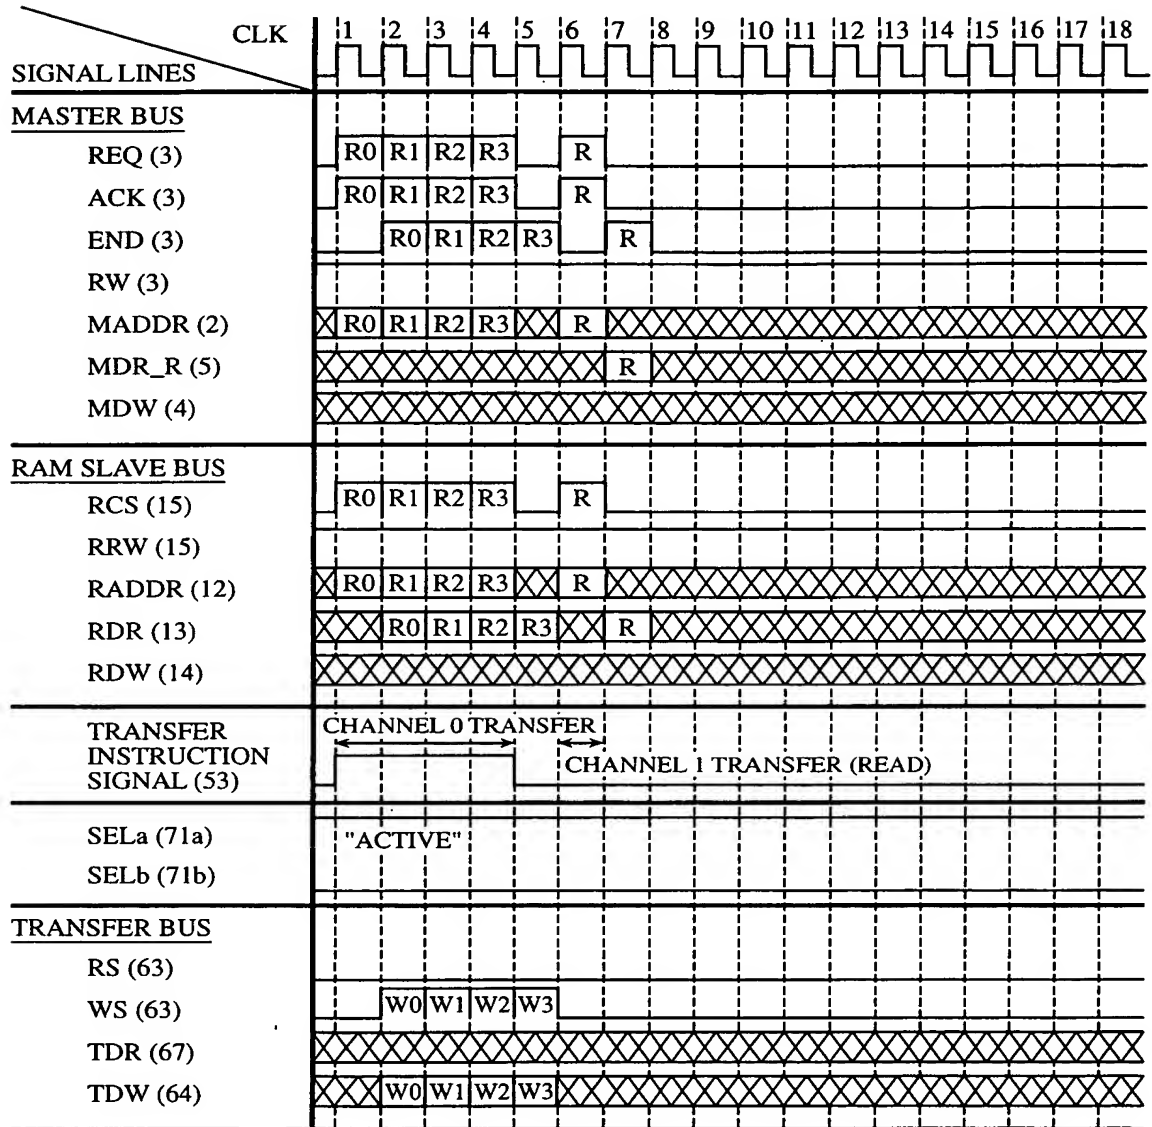 CLK 1 2 3 4 5 6 7 8 9 10 11 12 13 14 15 16 17 18
SIGNAL LINES
MASTER BUS
REQ (3) R0 R1 R2 R3 R
ACK (3) R0 R1 R2 R3 R
END (3) R0 R1 R2 R3 R
RW (3)
MADDR (2) R0 R1 R2 R3 R
MDR_R (5) R
MDW (4)
RAM SLAVE BUS
RCS (15) R0 R1 R2 R3 R
RRW (15)
RADDR (12) R0 R1 R2 R3 R
RDR (13) R0 R1 R2 R3 R
RDW (14)
TRANSFER
INSTRUCTION
SIGNAL (53)
CHANNEL 0 TRANSFER
CHANNEL 1 TRANSFER (READ)
SELa (71a) "ACTIVE"
SELb (71b)
TRANSFER BUS
RS (63)
WS (63) W0 W1 W2 W3
TDR (67)
TDW (64) W0 W1 W2 W3